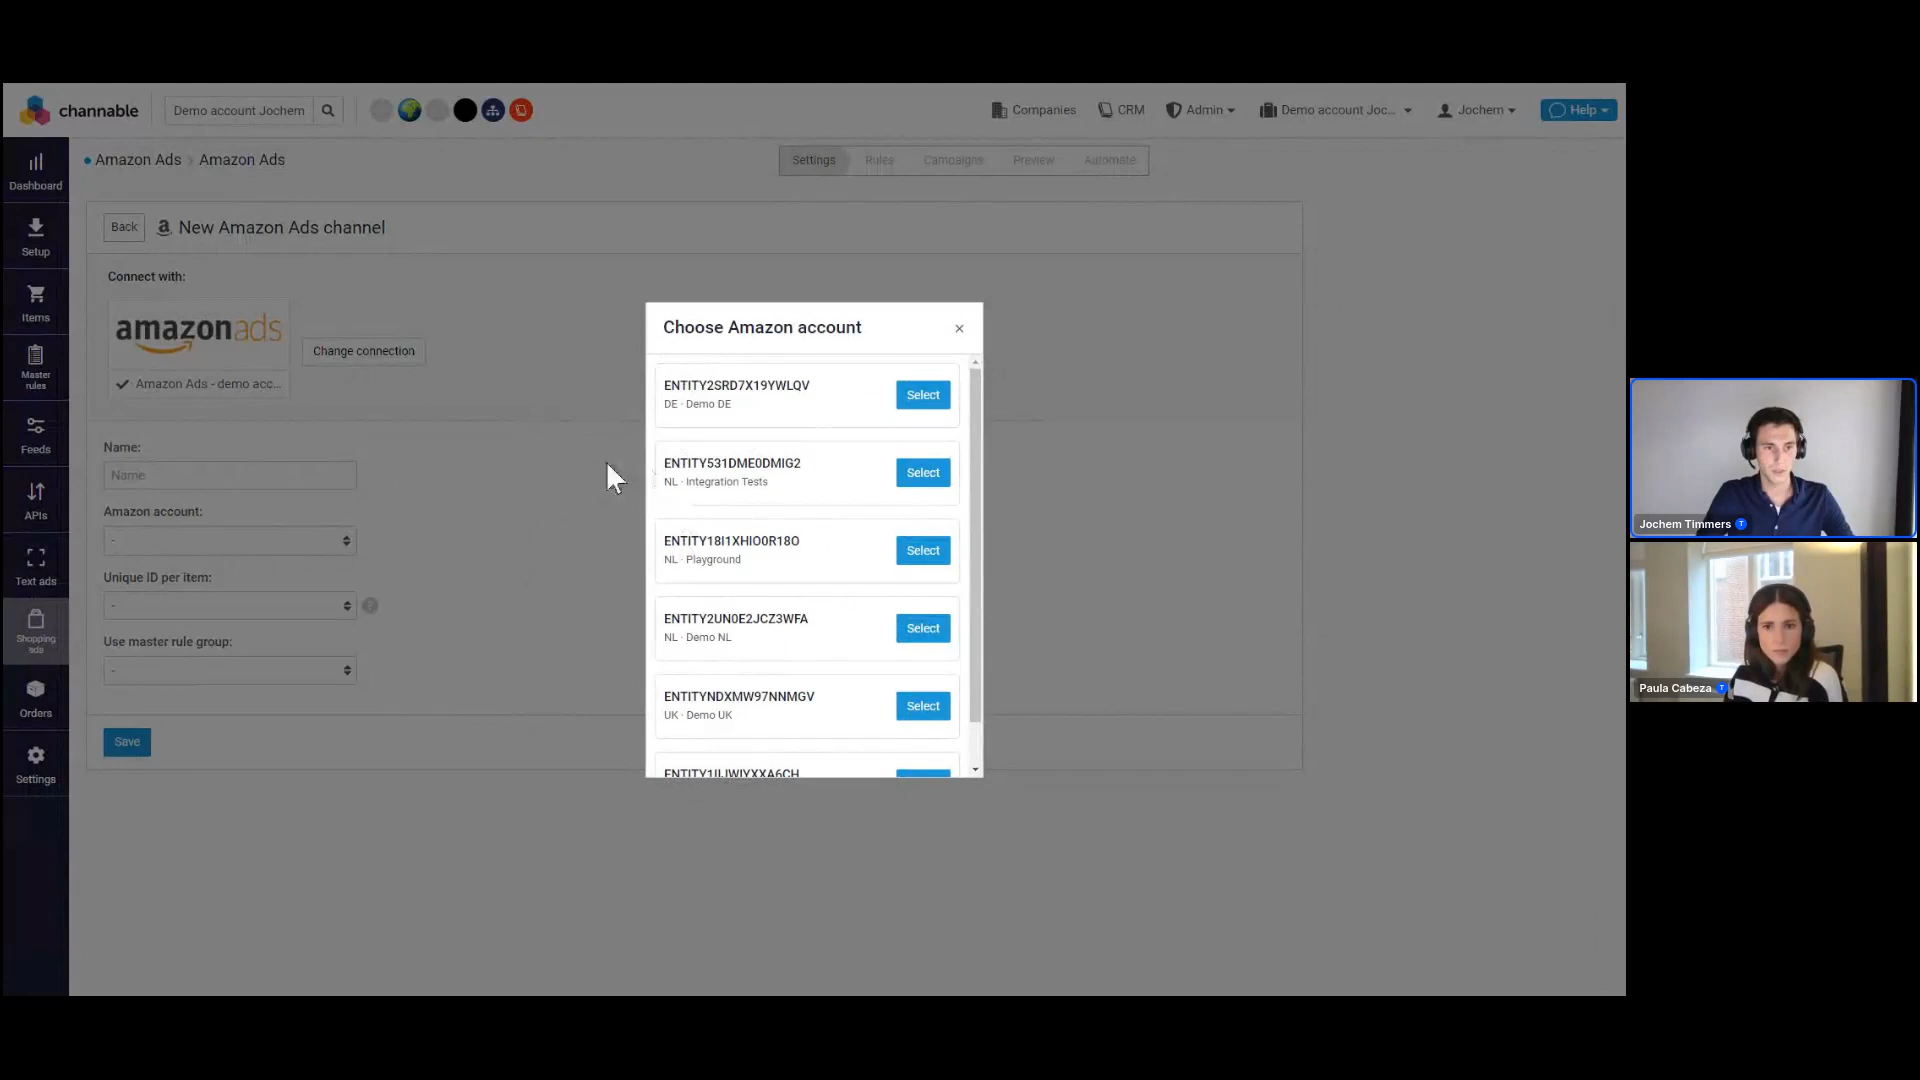 channable
Demo account Jochem
Companies
CRM
Admin
Demo account Joc...
Jochem
Help
Dashboard
Setup
Items
Master
rules
Feeds
APIs
Text ads
Shopping
ads
Orders
Settings
Amazon Ads › Amazon Ads
Settings
Rules
Campaigns
Preview
Automate
Back
New Amazon Ads channel
Connect with:
amazon ads
Amazon Ads - demo acc...
Change connection
Name:
Name
Amazon account:
-
Unique ID per item:
-
?
Use master rule group:
-
Save
Choose Amazon account
×
ENTITY2SRD7X19YWLQV
DE · Demo DE
Select
ENTITY531DME0DMIG2
NL · Integration Tests
Select
ENTITY18I1XHIO0R18O
NL · Playground
Select
ENTITY2UN0E2JCZ3WFA
NL · Demo NL
Select
ENTITYNDXMW97NNMGV
UK · Demo UK
Select
Jochem Timmers
Paula Cabeza